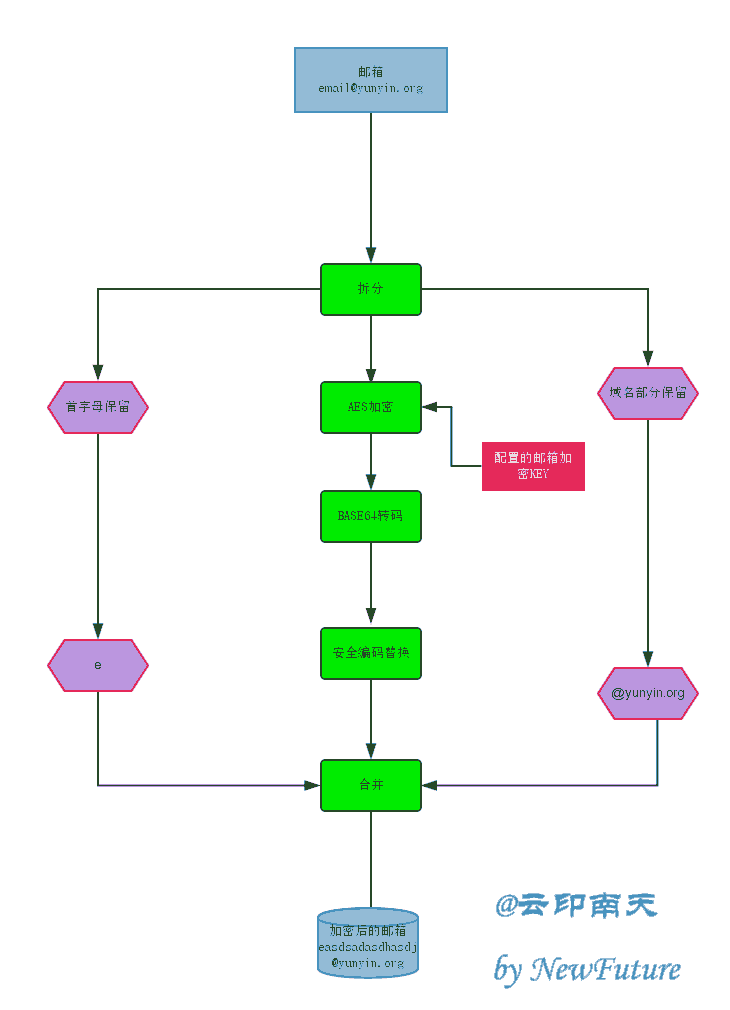 邮箱
email@yunyin.org
拆分
首字母保留
AES加密
域名部分保留
配置的邮箱加
密KEY
BASE64转码
安全编码替换
e
@yunyin.org
合并
加密后的邮箱
easdsadasdhasdj
@yunyin.org
@云印南天
by NewFuture